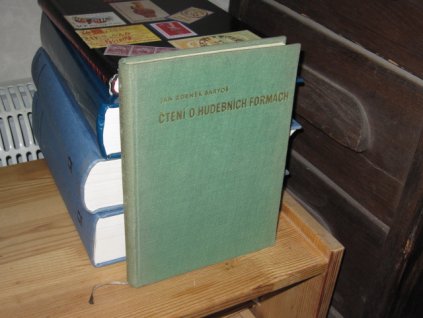 JAN ZDENĚK BARTOŠ
ČTENÍ O HUDEBNÍCH FORMÁCH